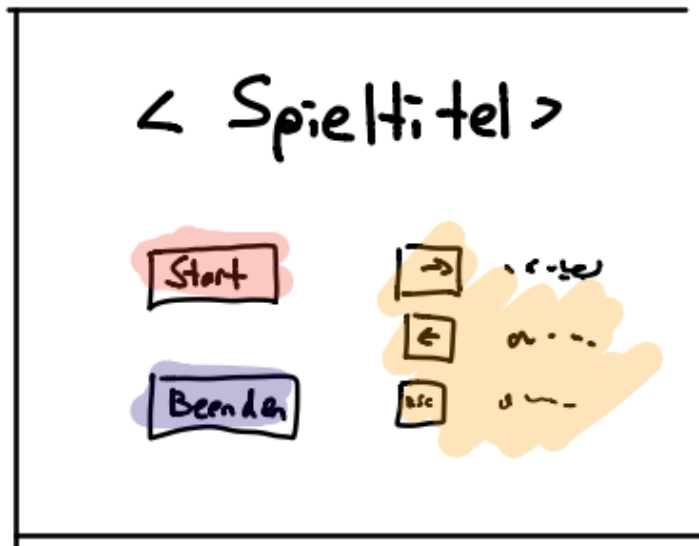 < Spieltitel >
Start
→
←
Beenden
ESC